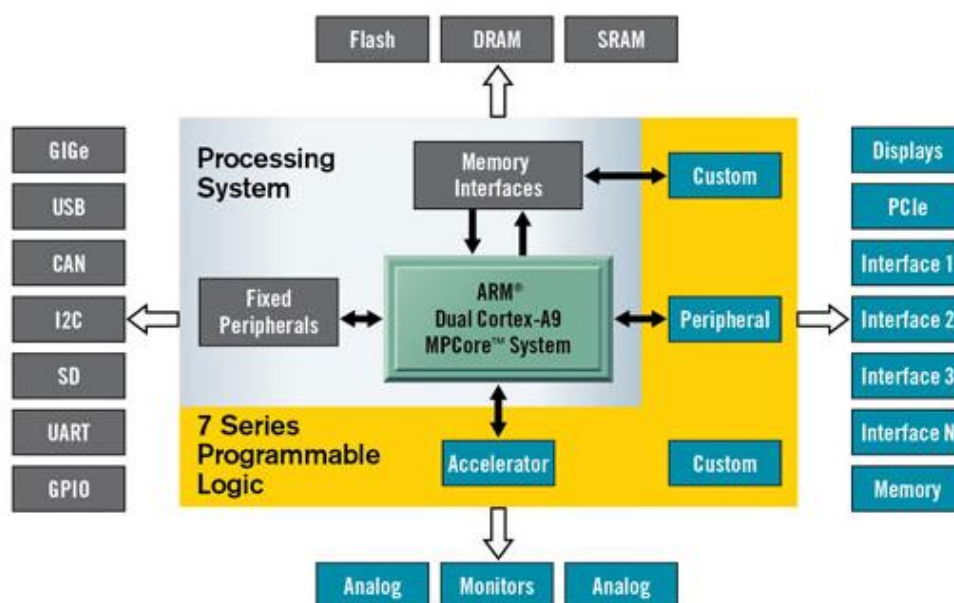 Flash
DRAM
SRAM
GIGe
USB
CAN
I2C
SD
UART
GPIO
Processing
System
Memory
Interfaces
Custom
Fixed
Peripherals
ARM®
Dual Cortex-A9
MPCore™ System
Peripheral
7 Series
Programmable
Logic
Accelerator
Custom
Displays
PCIe
Interface 1
Interface 2
Interface 3
Interface N
Memory
Analog
Monitors
Analog